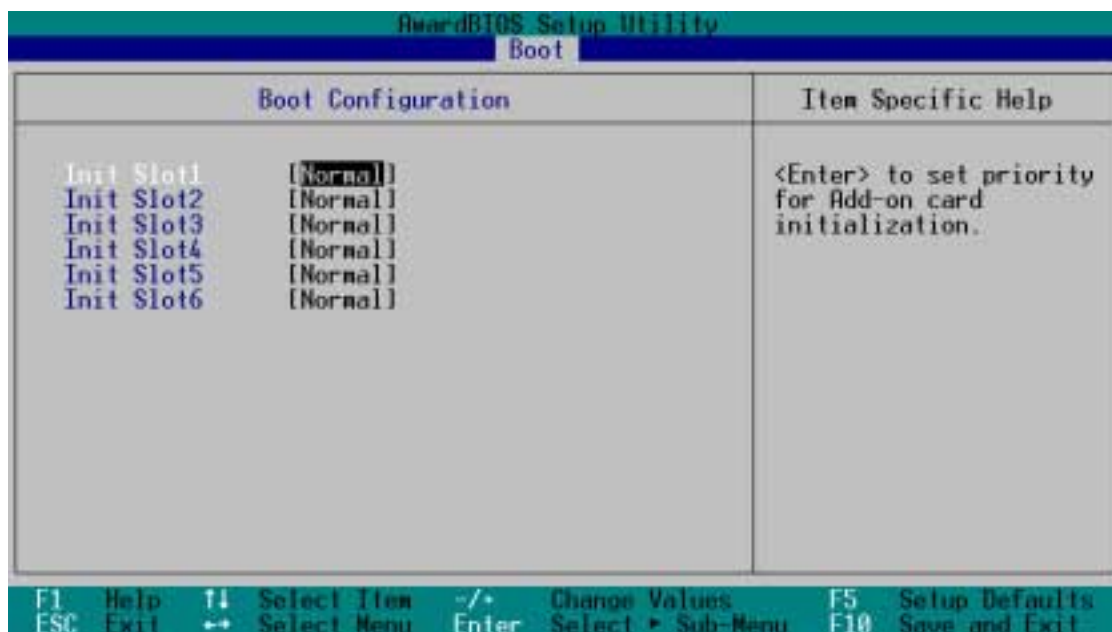 AwardBIOS Setup Utility
Boot
Boot Configuration
Item Specific Help
Init Slot1 [Normal]
Init Slot2 [Normal]
Init Slot3 [Normal]
Init Slot4 [Normal]
Init Slot5 [Normal]
Init Slot6 [Normal]
<Enter> to set priority
for Add-on card
initialization.
F1 Help ↑↓ Select Item -/+ Change Values F5 Setup Defaults
ESC Exit ←→ Select Menu Enter Select ► Sub-Menu F10 Save and Exit